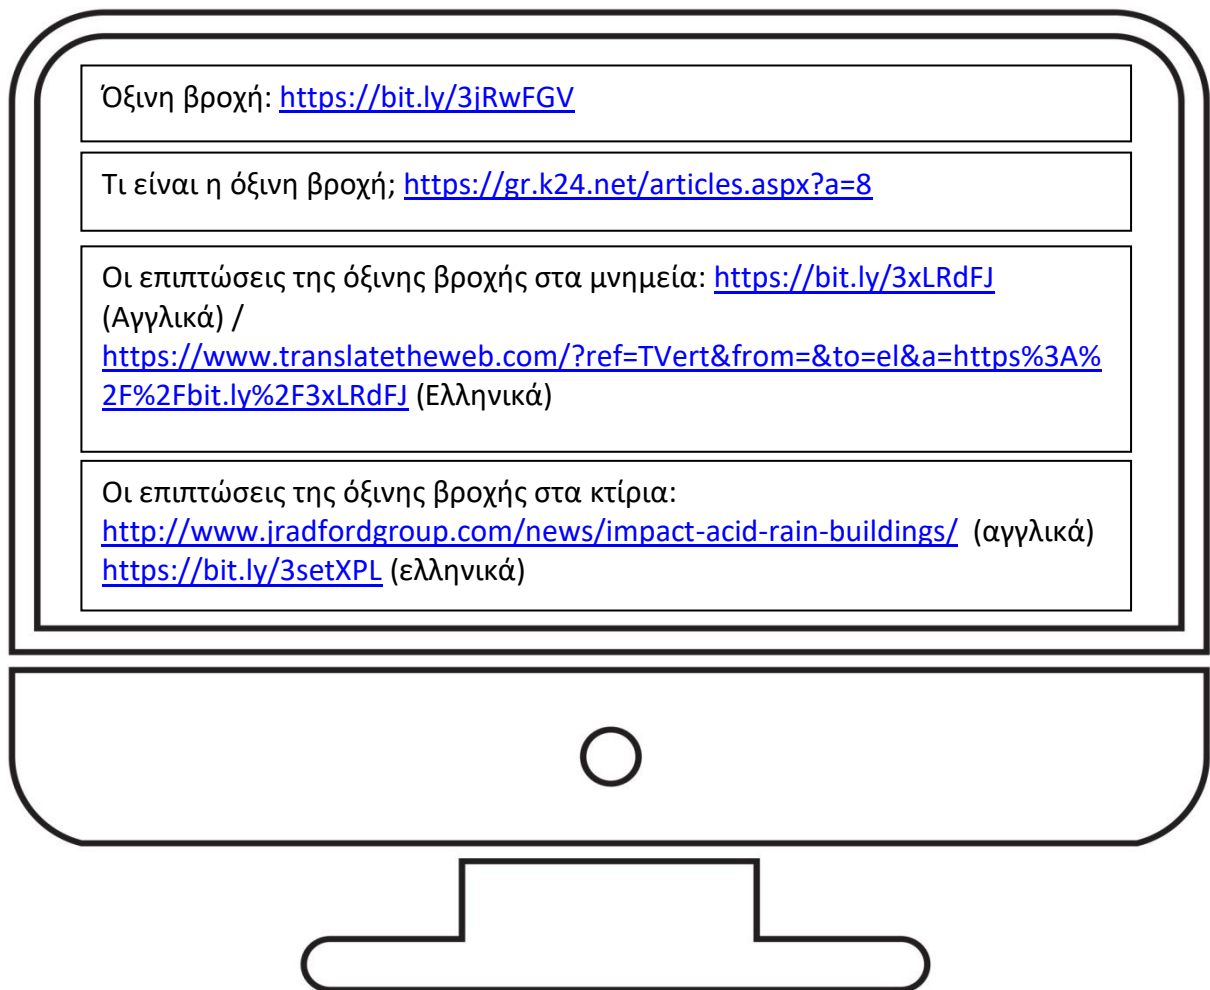 Όξινη βροχή: https://bit.ly/3jRwFGV
Τι είναι η όξινη βροχή; https://gr.k24.net/articles.aspx?a=8
Οι επιπτώσεις της όξινης βροχής στα μνημεία: https://bit.ly/3xLRdFJ
(Αγγλικά) /
https://www.translatetheweb.com/?ref=TVert&from=&to=el&a=https%3A%
2F%2Fbit.ly%2F3xLRdFJ (Ελληνικά)
Οι επιπτώσεις της όξινης βροχής στα κτίρια:
http://www.jradfordgroup.com/news/impact-acid-rain-buildings/ (αγγλικά)
https://bit.ly/3setXPL (ελληνικά)